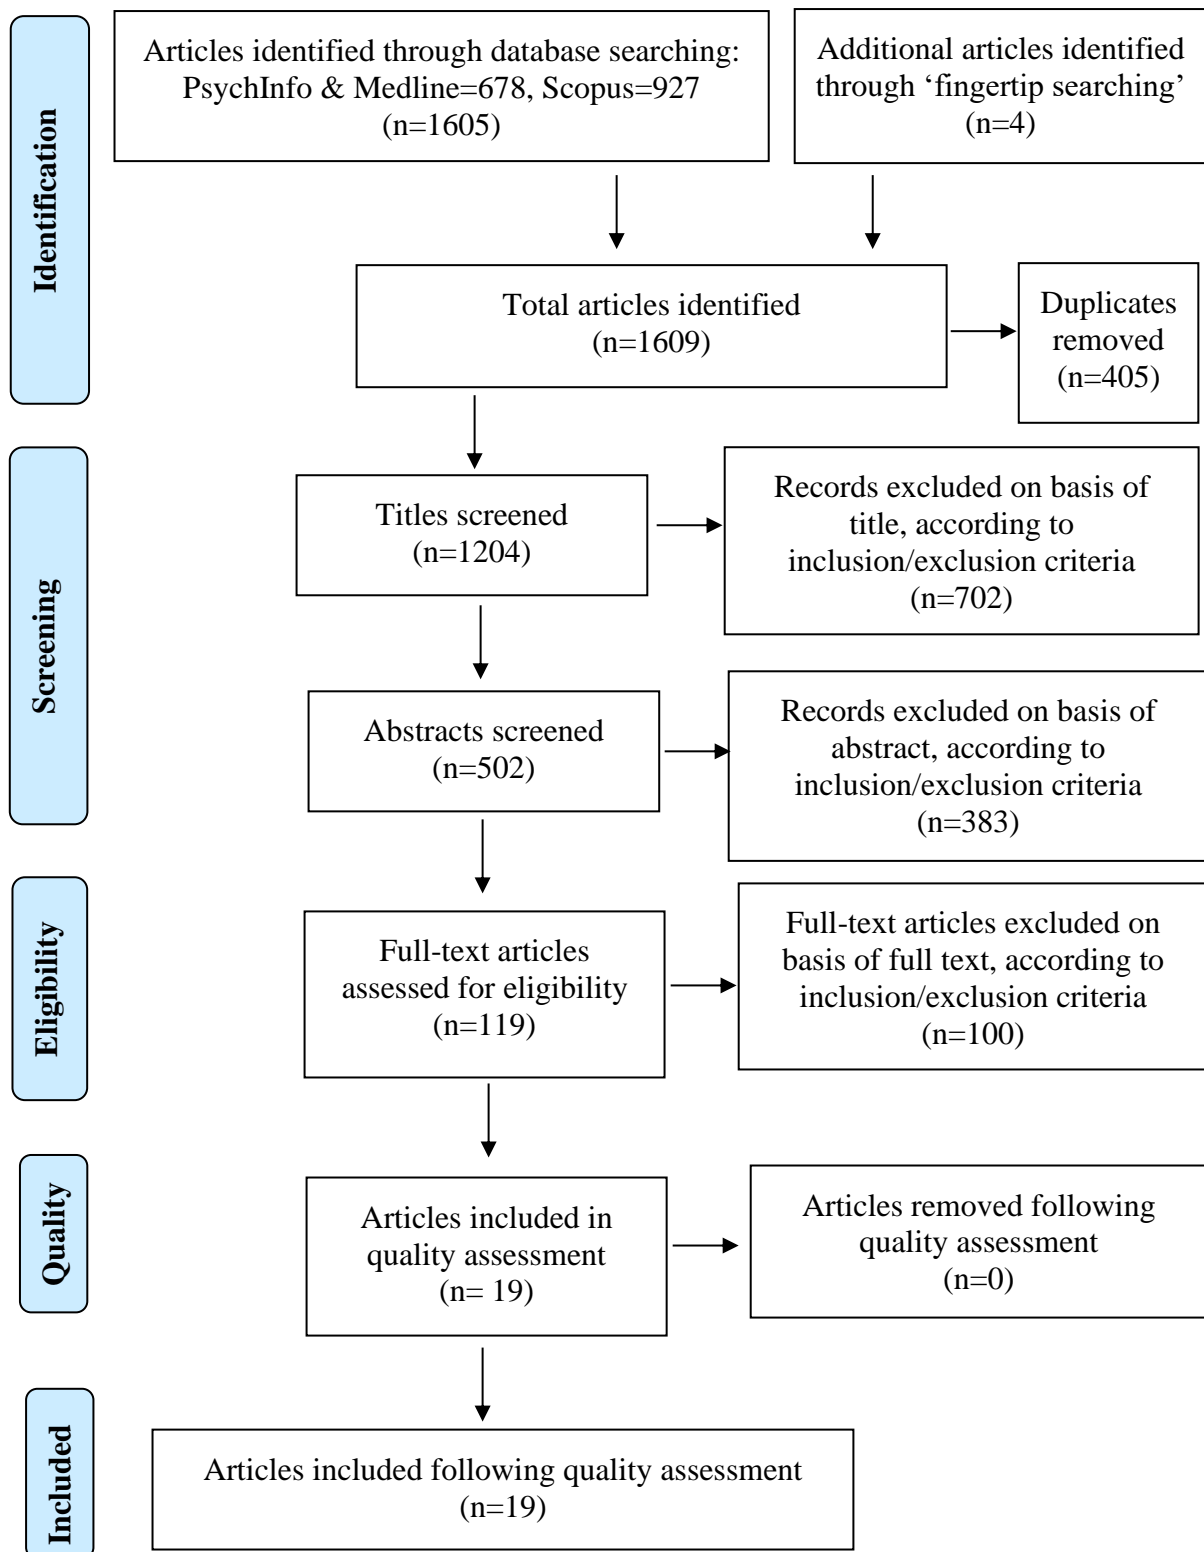 Identification
Articles identified through database searching:
PsychInfo & Medline=678, Scopus=927
(n=1605)
Additional articles identified
through ‘fingertip searching’
(n=4)
Total articles identified
(n=1609)
Duplicates
removed
(n=405)
Screening
Titles screened
(n=1204)
Records excluded on basis of
title, according to
inclusion/exclusion criteria
(n=702)
Abstracts screened
(n=502)
Records excluded on basis of
abstract, according to
inclusion/exclusion criteria
(n=383)
Eligibility
Full-text articles
assessed for eligibility
(n=119)
Full-text articles excluded on
basis of full text, according to
inclusion/exclusion criteria
(n=100)
Quality
Articles included in
quality assessment
(n= 19)
Articles removed following
quality assessment
(n=0)
Included
Articles included following quality assessment
(n=19)